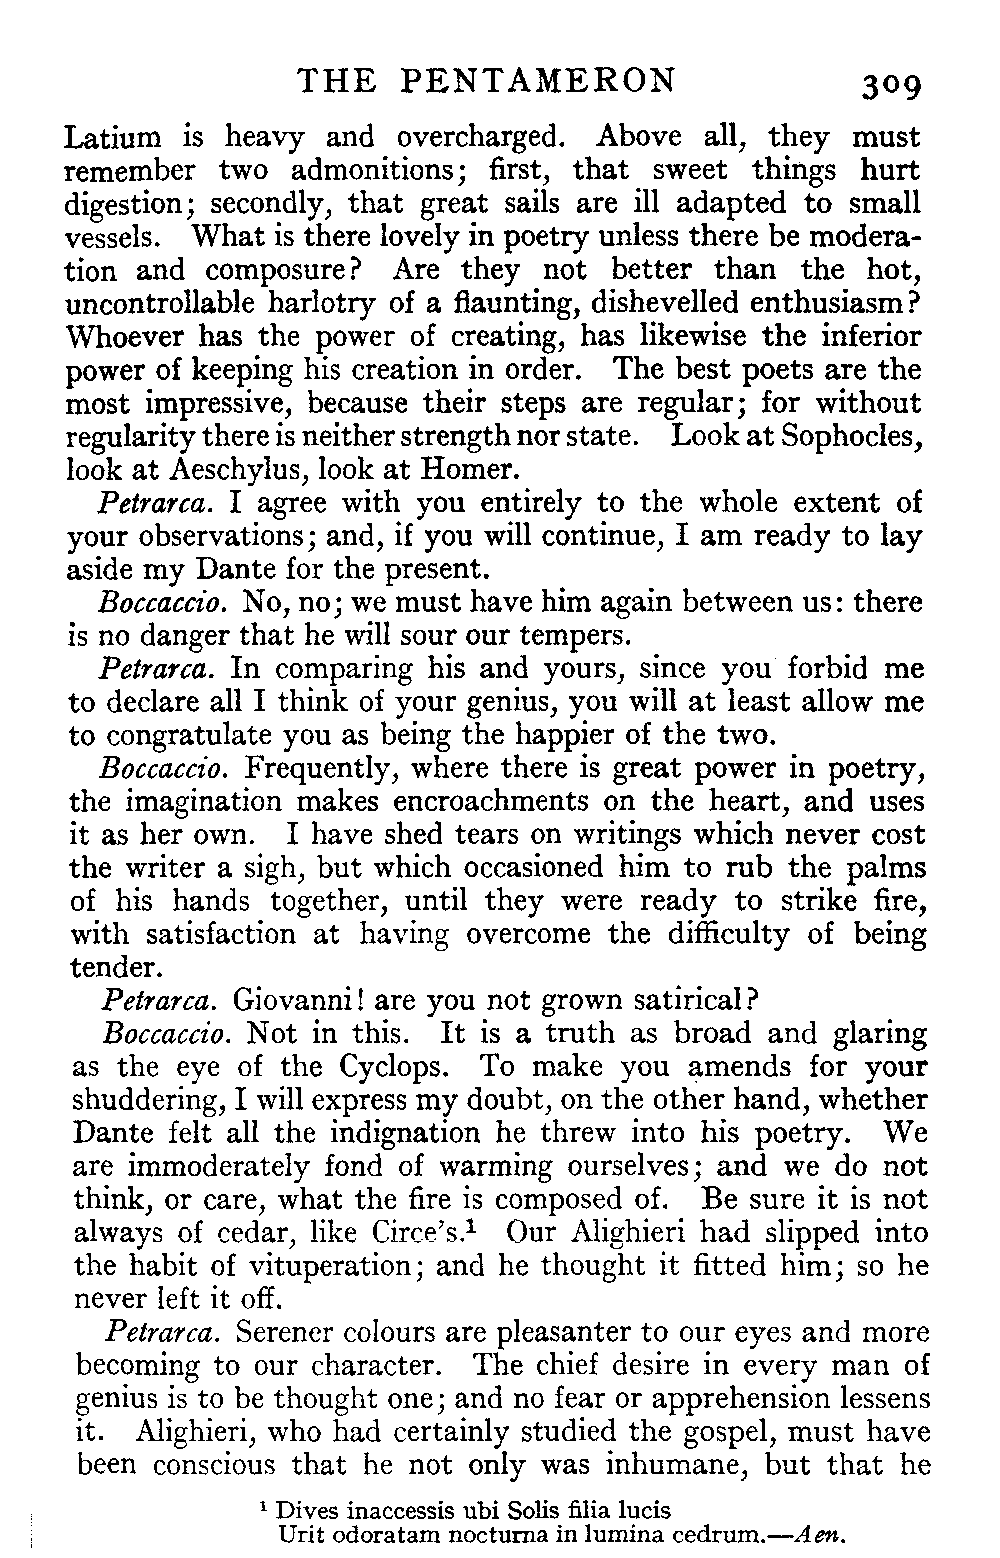 THE PENTAMERON 309
Latium is heavy and overcharged. Above all, they must
remember two admonitions; first, that sweet things hurt
digestion; secondly, that great sails are ill adapted to small
vessels. What is there lovely in poetry unless there be modera-
tion and composure? Are they not better than the hot,
uncontrollable harlotry of a flaunting, dishevelled enthusiasm?
Whoever has the power of creating, has likewise the inferior
power of keeping his creation in order. The best poets are the
most impressive, because their steps are regular; for without
regularity there is neither strength nor state. Look at Sophocles,
look at Aeschylus, look at Homer.
Petrarca. I agree with you entirely to the whole extent of
your observations; and, if you will continue, I am ready to lay
aside my Dante for the present.
Boccaccio. No, no; we must have him again between us: there
is no danger that he will sour our tempers.
Petrarca. In comparing his and yours, since you forbid me
to declare all I think of your genius, you will at least allow me
to congratulate you as being the happier of the two.
Boccaccio. Frequently, where there is great power in poetry,
the imagination makes encroachments on the heart, and uses
it as her own. I have shed tears on writings which never cost
the writer a sigh, but which occasioned him to rub the palms
of his hands together, until they were ready to strike fire,
with satisfaction at having overcome the difficulty of being
tender.
Petrarca. Giovanni! are you not grown satirical?
Boccaccio. Not in this. It is a truth as broad and glaring
as the eye of the Cyclops. To make you amends for your
shuddering, I will express my doubt, on the other hand, whether
Dante felt all the indignation he threw into his poetry. We
are immoderately fond of warming ourselves; and we do not
think, or care, what the fire is composed of. Be sure it is not
always of cedar, like Circe's.¹ Our Alighieri had slipped into
the habit of vituperation; and he thought it fitted him; so he
never left it off.
Petrarca. Serener colours are pleasanter to our eyes and more
becoming to our character. The chief desire in every man of
genius is to be thought one; and no fear or apprehension lessens
it. Alighieri, who had certainly studied the gospel, must have
been conscious that he not only was inhumane, but that he
¹ Dives inaccessis ubi Solis filia lucis
Urit odoratam nocturna in lumina cedrum.—Aen.